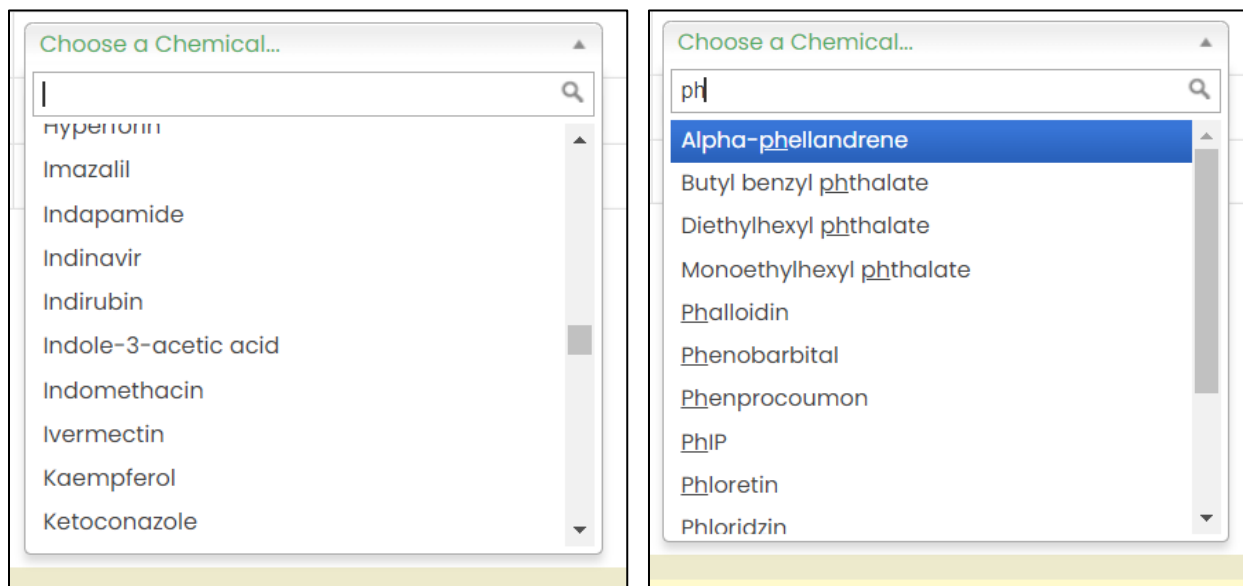 Choose a Chemical...
Hyperforin
Imazalil
Indapamide
Indinavir
Indirubin
Indole-3-acetic acid
Indomethacin
Ivermectin
Kaempferol
Ketoconazole
Choose a Chemical...
ph
Alpha-phellandrene
Butyl benzyl phthalate
Diethylhexyl phthalate
Monoethylhexyl phthalate
Phalloidin
Phenobarbital
Phenprocoumon
PhIP
Phloretin
Phloridzin